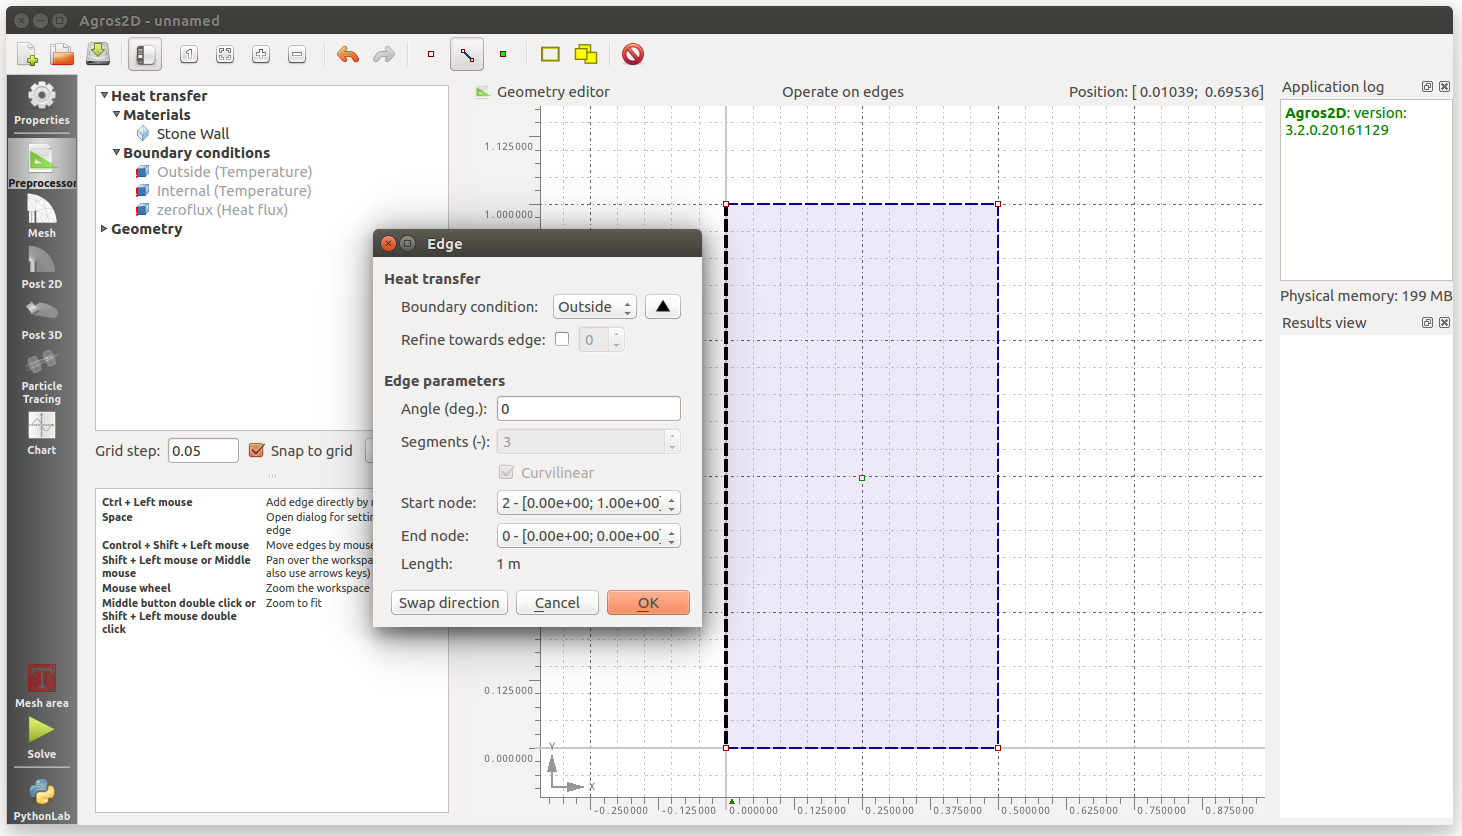 Agros2D - unnamed
Properties
Preprocessor
Mesh
Post 2D
Post 3D
Particle
Tracing
Chart
Mesh area
Solve
PythonLab
Heat transfer
Materials
Stone Wall
Boundary conditions
Outside (Temperature)
Internal (Temperature)
zeroflux (Heat flux)
Geometry
Grid step: 0.05 Snap to grid
Ctrl + Left mouse Add edge directly by
Space Open dialog for settin
edge
Control + Shift + Left mouse Move edges by mouse
Shift + Left mouse or Middle Pan over the workspa
mouse also use arrows keys)
Mouse wheel Zoom the workspace
Middle button double click or Zoom to fit
Shift + Left mouse double
click
Edge
Heat transfer
Boundary condition: Outside
Refine towards edge: 0
Edge parameters
Angle (deg.): 0
Segments (-): 3
Curvilinear
Start node: 2 - [0.00e+00; 1.00e+00]
End node: 0 - [0.00e+00; 0.00e+00]
Length: 1 m
Swap direction Cancel OK
Geometry editor Operate on edges Position: [ 0.01039; 0.69536]
1.125000
1.000000
0.125000
0.000000
Y
X
-0.250000 -0.125000 0.000000 0.125000 0.250000 0.375000 0.500000 0.625000 0.750000 0.875000
Application log
Agros2D: version:
3.2.0.20161129
Physical memory: 199 MB
Results view